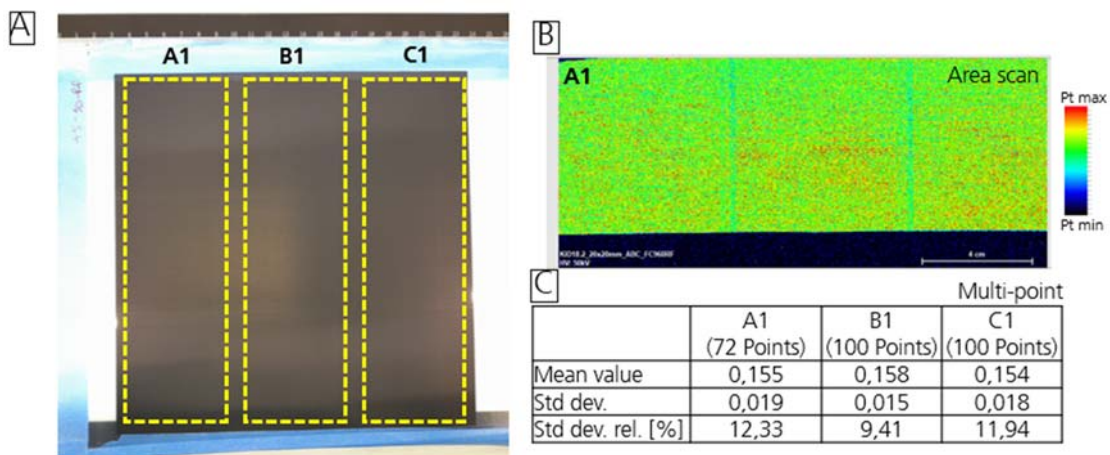 A
A1 B1 C1
B
A1 Area scan
Pt max
Pt min
HV: 50kV
4 cm
C
Multi-point
A1 B1 C1
(72 Points) (100 Points) (100 Points)
Mean value 0,155 0,158 0,154
Std dev. 0,019 0,015 0,018
Std dev. rel. [%] 12,33 9,41 11,94